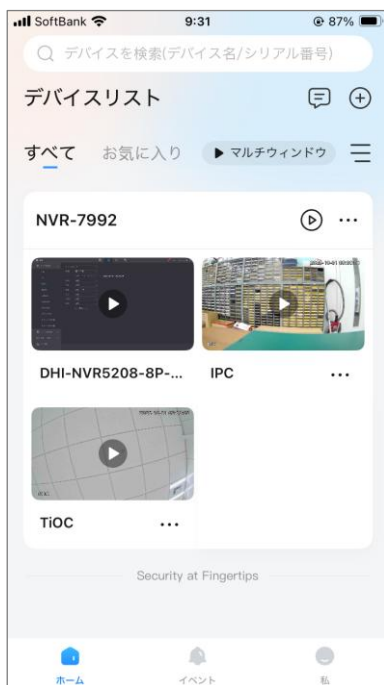 SoftBank
9:31
87%
デバイスを検索(デバイス名/シリアル番号)
デバイスリスト
すべて
お気に入り
マルチウィンドウ
NVR-7992
DHI-NVR5208-8P-...
IPC
TiOC
Security at Fingertips
ホーム
イベント
私